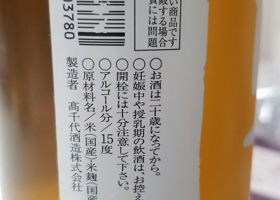 い商品です
蔵する場合
質には問題
髙
◦お酒は二十歳になってから。
◦妊娠中や授乳期の飲酒は、お控え
◦開栓には十分注意して下さい。
◦アルコール分／15度
◦原材料名／米(国産)米麹(国産
製造者 髙千代酒造株式会社
13780